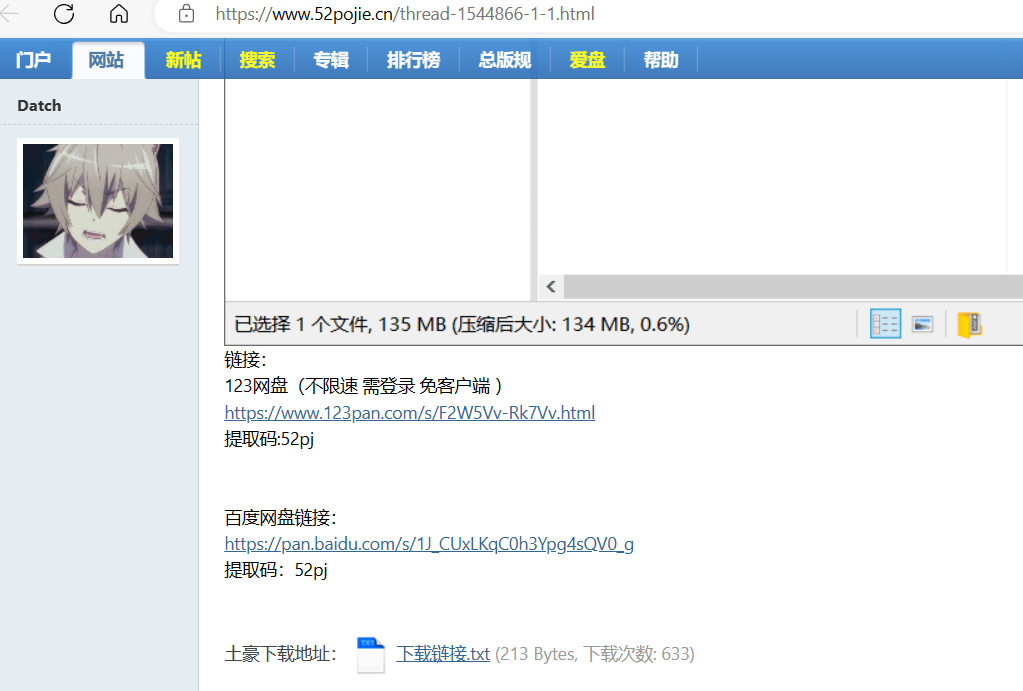 https://www.52pojie.cn/thread-1544866-1-1.html
门户 网站 新帖 搜索 专辑 排行榜 总版规 爱盘 帮助
Datch
已选择 1 个文件, 135 MB (压缩后大小: 134 MB, 0.6%)
链接：
123网盘（不限速 需登录 免客户端 ）
https://www.123pan.com/s/F2W5Vv-Rk7Vv.html
提取码:52pj
百度网盘链接：
https://pan.baidu.com/s/1J_CUxLKqC0h3Ypg4sQV0_g
提取码：52pj
土豪下载地址： TXT 下载链接.txt (213 Bytes, 下载次数: 633)